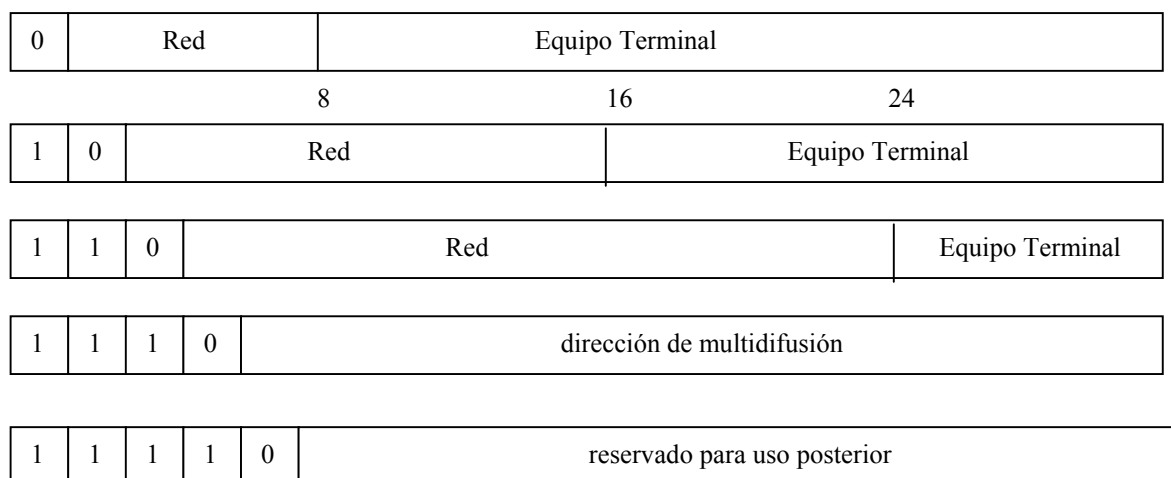 0 Red Equipo Terminal
8 16 24
1 0 Red Equipo Terminal
1 1 0 Red Equipo Terminal
1 1 1 0 dirección de multidifusión
1 1 1 1 0 reservado para uso posterior